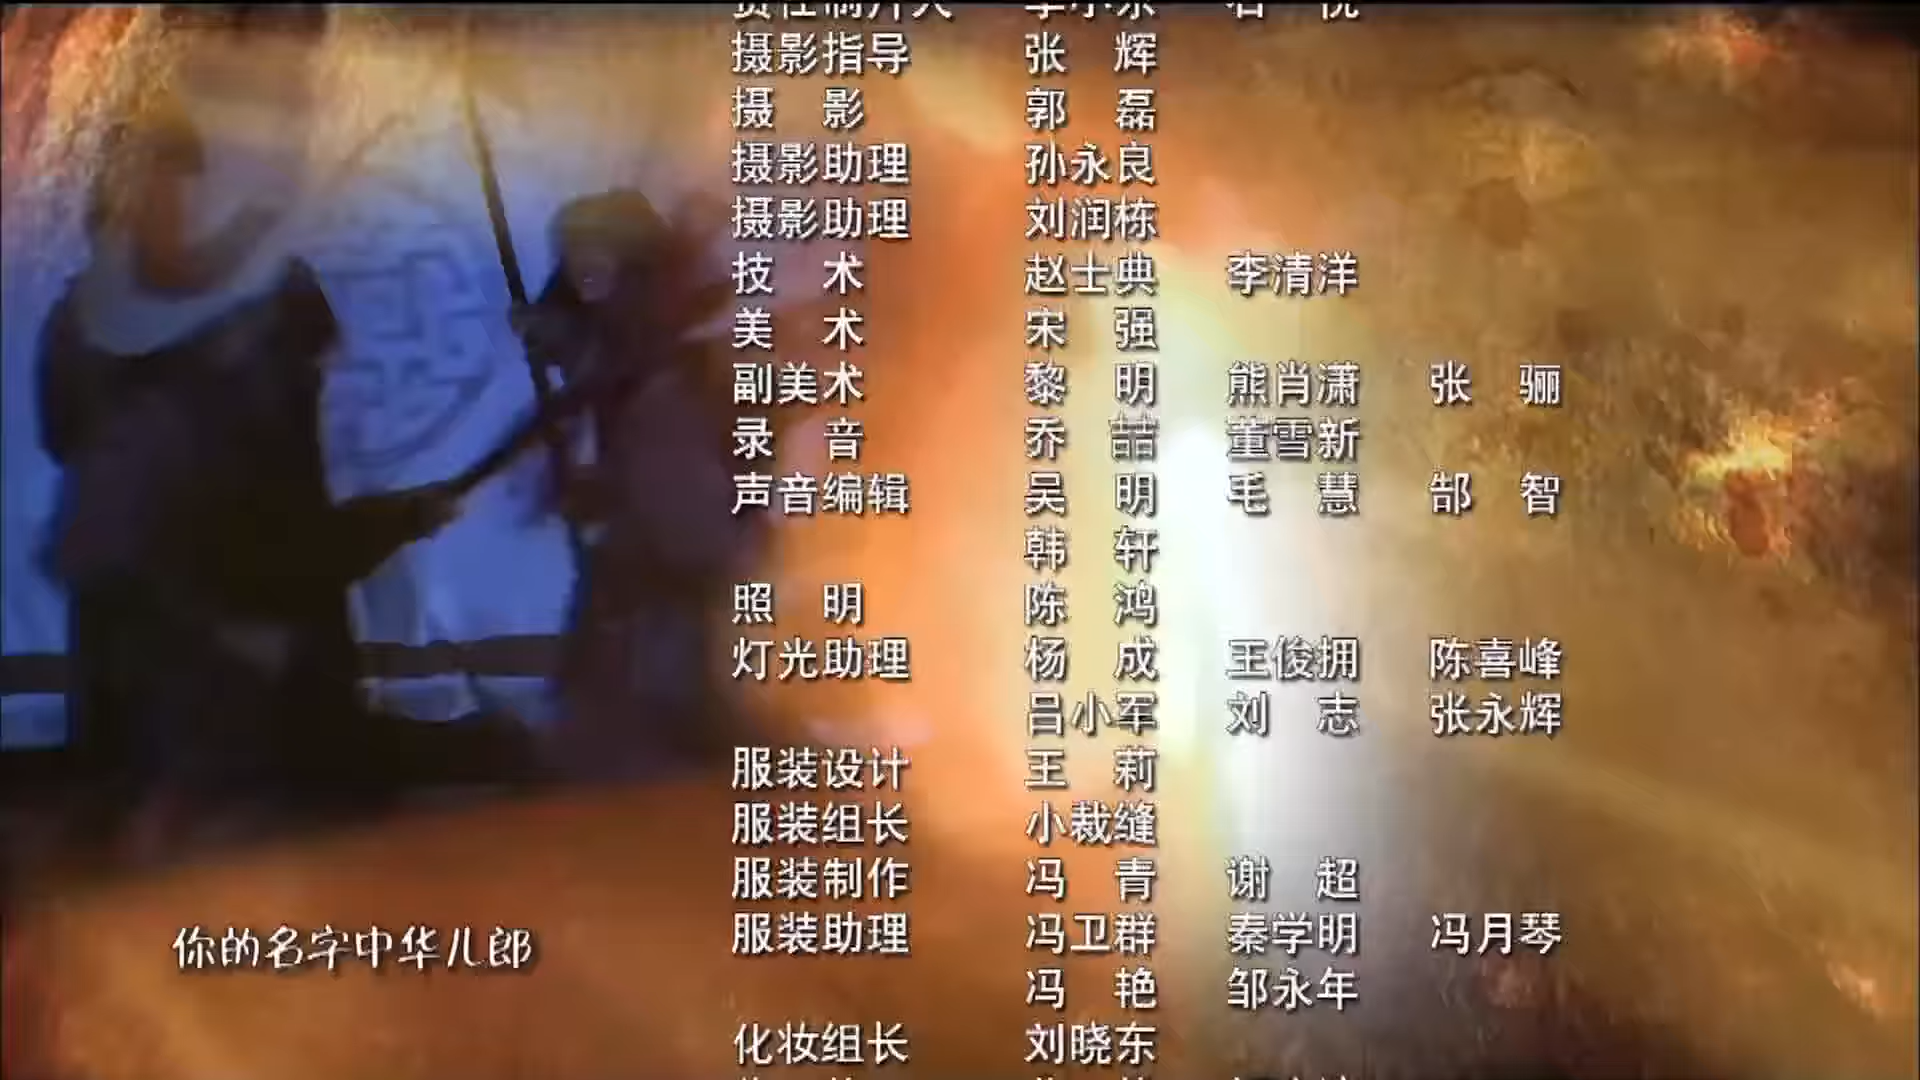 摄影指导 张 辉
摄 影 郭 磊
摄影助理 孙永良
摄影助理 刘润栋
技 术 赵士典 李清洋
美 术 宋 强
副美术 黎 明 熊肖潇 张 骊
录 音 乔 喆 董雪新
声音编辑 吴 明 毛 慧 郜 智
韩 轩
照 明 陈 鸿
灯光助理 杨 成 王俊拥 陈喜峰
吕小军 刘 志 张永辉
服装设计 王 莉
服装组长 小裁缝
服装制作 冯 青 谢 超
服装助理 冯卫群 秦学明 冯月琴
冯 艳 邹永年
化妆组长 刘晓东
你的名字中华儿郎